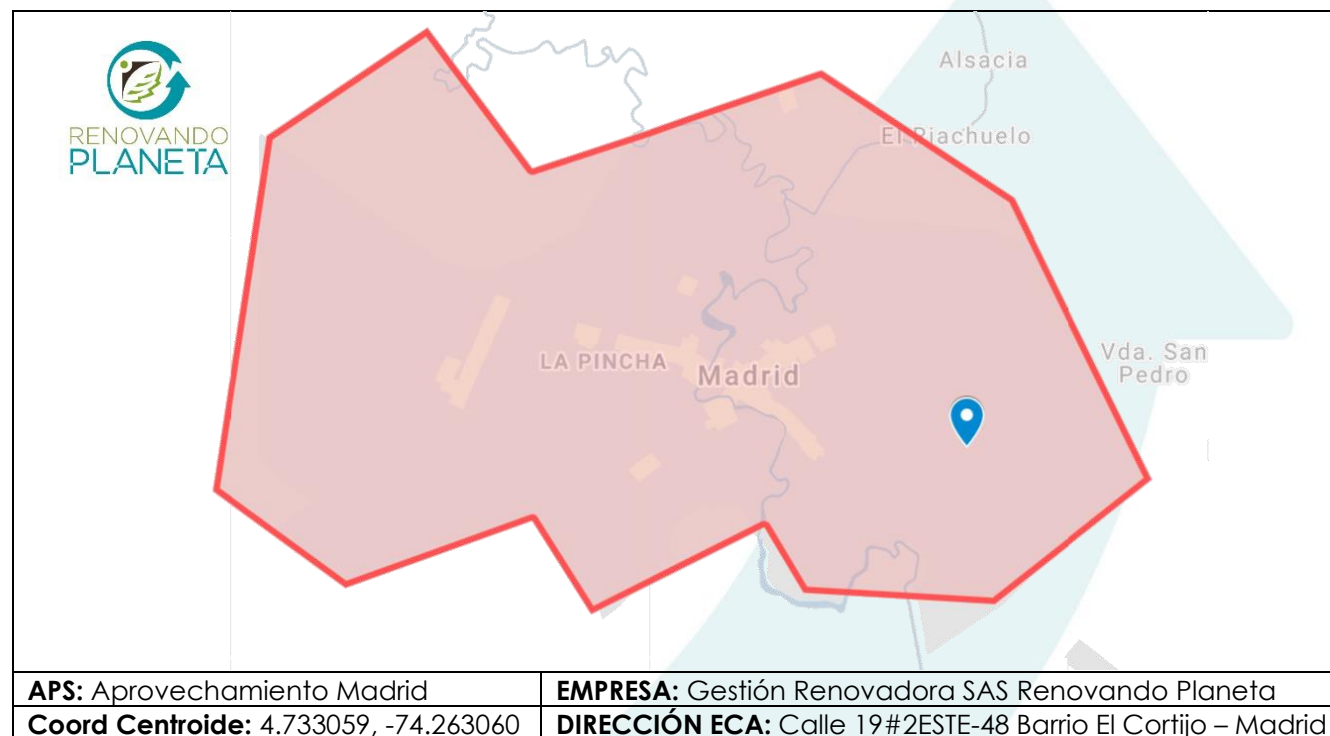 RENOVANDO
PLANETA
Alsacia
El Riachuelo
LA PINCHA
Madrid
Vda. San
Pedro
APS: Aprovechamiento Madrid
EMPRESA: Gestión Renovadora SAS Renovando Planeta
Coord Centroide: 4.733059, -74.263060
DIRECCIÓN ECA: Calle 19#2ESTE-48 Barrio El Cortijo – Madrid